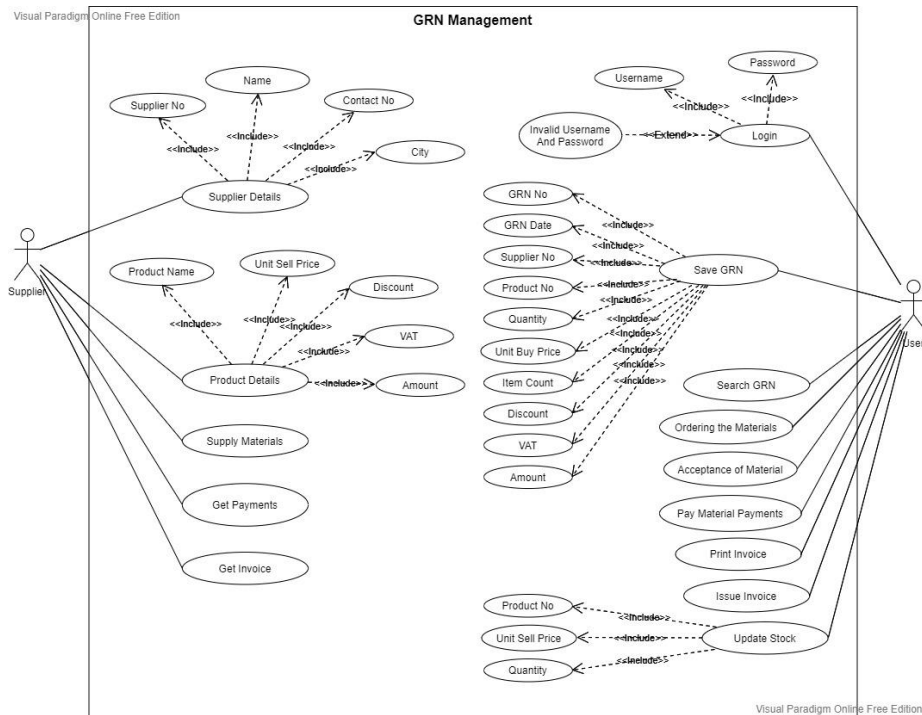 Visual Paradigm Online Free Edition
GRN Management
Name
Supplier No
Contact No
City
<<Include>>
<<Include>>
<<Include>>
<<Include>>
Supplier Details
Username
Password
<<Include>>
<<Include>>
Invalid Username
And Password
<<Extend>>
Login
Supplier
Product Name
Unit Sell Price
Discount
VAT
Amount
<<Include>>
<<Include>>
<<Include>>
<<Include>>
<<Include>>
Product Details
Supply Materials
Get Payments
Get Invoice
GRN No
GRN Date
Supplier No
Product No
Quantity
Unit Buy Price
Item Count
Discount
VAT
Amount
<<Include>>
<<Include>>
<<Include>>
<<Include>>
<<Include>>
<<Include>>
<<Include>>
<<Include>>
<<Include>>
<<Include>>
Save GRN
User
Search GRN
Ordering the Materials
Acceptance of Material
Pay Material Payments
Print Invoice
Issue Invoice
Product No
Unit Sell Price
Quantity
<<Include>>
<<Include>>
<<Include>>
Update Stock
Visual Paradigm Online Free Edition